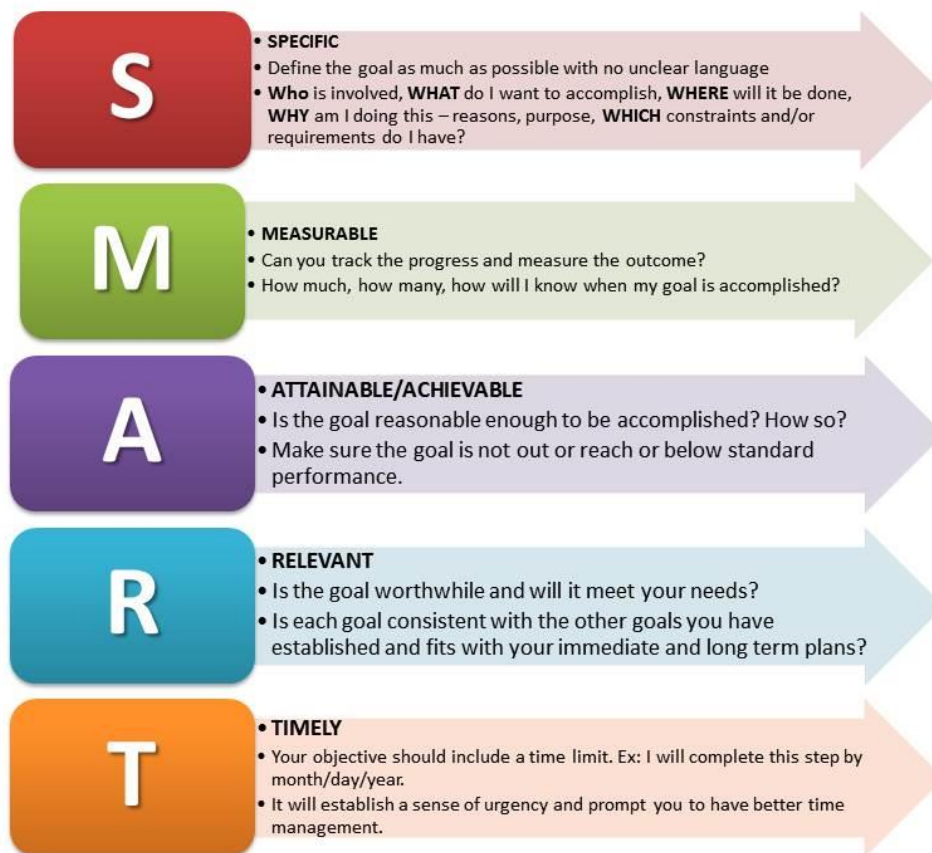 S
• SPECIFIC
• Define the goal as much as possible with no unclear language
• Who is involved, WHAT do I want to accomplish, WHERE will it be done,
WHY am I doing this – reasons, purpose, WHICH constraints and/or
requirements do I have?
M
• MEASURABLE
• Can you track the progress and measure the outcome?
• How much, how many, how will I know when my goal is accomplished?
A
• ATTAINABLE/ACHIEVABLE
• Is the goal reasonable enough to be accomplished? How so?
• Make sure the goal is not out or reach or below standard
performance.
R
• RELEVANT
• Is the goal worthwhile and will it meet your needs?
• Is each goal consistent with the other goals you have
established and fits with your immediate and long term plans?
T
• TIMELY
• Your objective should include a time limit. Ex: I will complete this step by
month/day/year.
• It will establish a sense of urgency and prompt you to have better time
management.